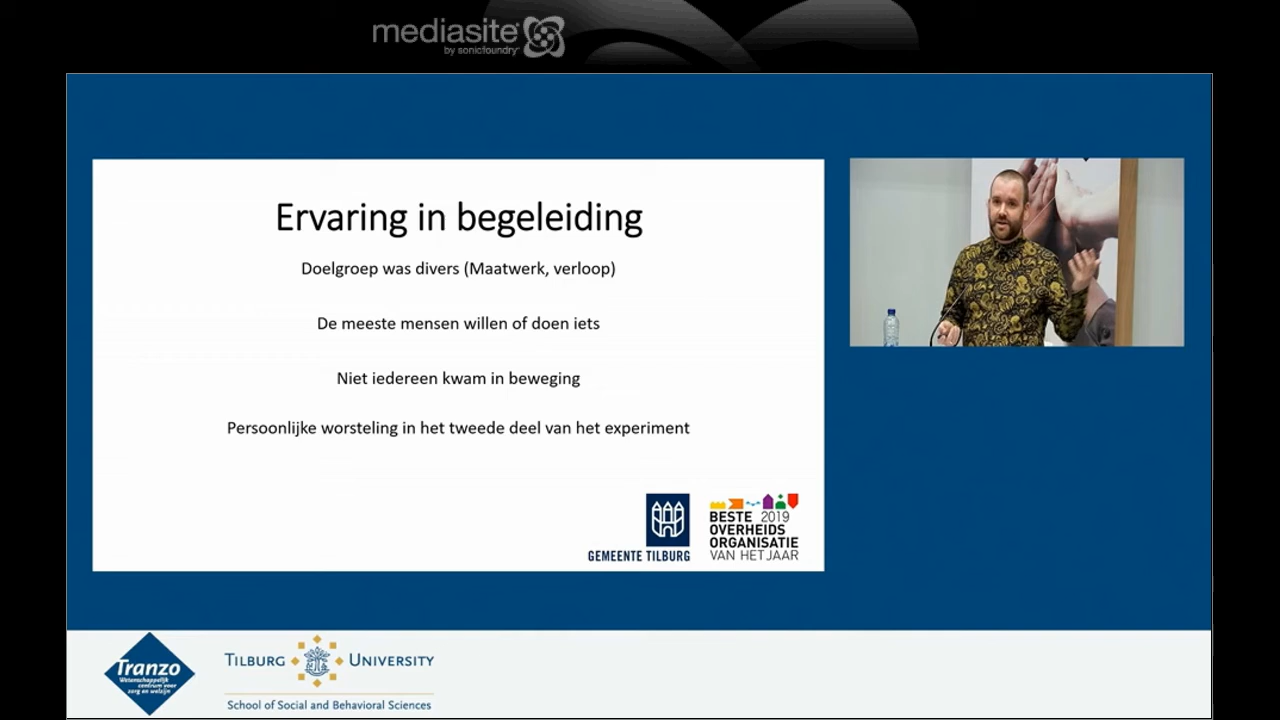 mediasite
by sonicfoundry
Ervaring in begeleiding
Doelgroep was divers (Maatwerk, verloop)
De meeste mensen willen of doen iets
Niet iedereen kwam in beweging
Persoonlijke worsteling in het tweede deel van het experiment
GEMEENTE TILBURG
BESTE 2019
OVERHEIDS
ORGANISATIE
VAN HET JAAR
Tranzo
Wetenschappelijk
centrum voor
zorg en welzijn
TILBURG UNIVERSITY
School of Social and Behavioral Sciences